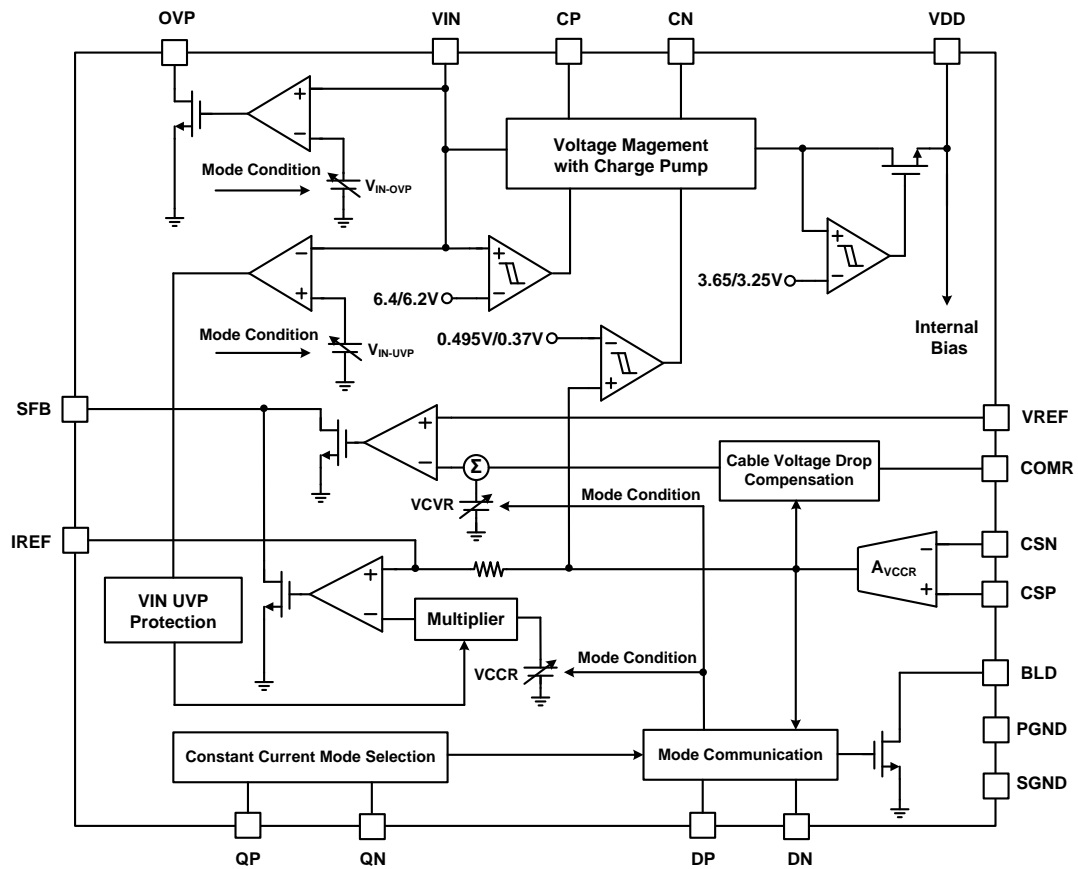 OVP
VIN
CP
CN
VDD
+
−
Mode Condition
VIN-OVP
Voltage Magement
with Charge Pump
−
+
+
−
6.4/6.2V
+
−
3.65/3.25V
Mode Condition
VIN-UVP
0.495V/0.37V
−
+
Internal
Bias
SFB
+
−
Σ
VREF
Cable Voltage Drop
Compensation
COMR
VCVR
Mode Condition
IREF
+
−
AVCCR
−
+
CSN
CSP
VIN UVP
Protection
Multiplier
VCCR
Mode Condition
BLD
Constant Current Mode Selection
Mode Communication
PGND
SGND
QP
QN
DP
DN